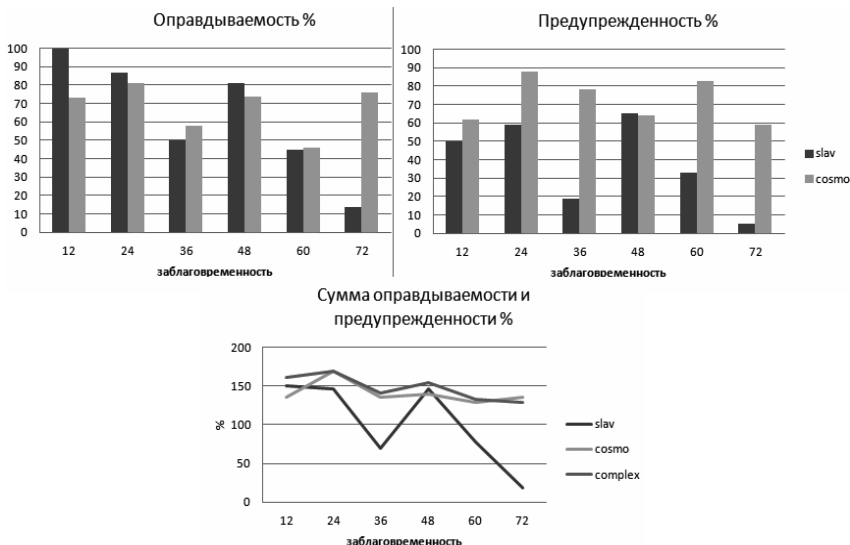 Оправдываемость %
100
90
80
70
60
50
40
30
20
10
0
12 24 36 48 60 72
заблаговременность
Предупрежденность %
100
90
80
70
60
50
40
30
20
10
0
12 24 36 48 60 72
заблаговременность
slav
cosmo
Сумма оправдываемости и
предупрежденности %
200
150
100
50
0
%
12 24 36 48 60 72
заблаговременность
slav
cosmo
complex